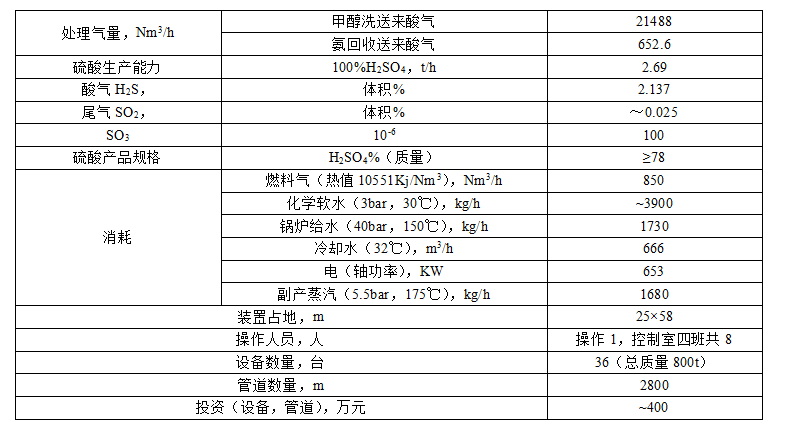 处理气量，Nm³/h 甲醇洗送来酸气 21488
氨回收送来酸气 652.6
硫酸生产能力 100%H₂SO₄，t/h 2.69
酸气 H₂S， 体积% 2.137
尾气 SO₂， 体积% ～0.025
SO₃ 10⁻⁶ 100
硫酸产品规格 H₂SO₄%（质量） ≥78
消耗 燃料气（热值 10551Kj/Nm³），Nm³/h 850
化学软水（3bar，30℃），kg/h ~3900
锅炉给水（40bar，150℃），kg/h 1730
冷却水（32℃），m³/h 666
电（轴功率），KW 653
副产蒸汽（5.5bar，175℃），kg/h 1680
装置占地，m 25×58
操作人员，人 操作 1，控制室四班共 8
设备数量，台 36（总质量 800t）
管道数量，m 2800
投资（设备，管道），万元 ~400